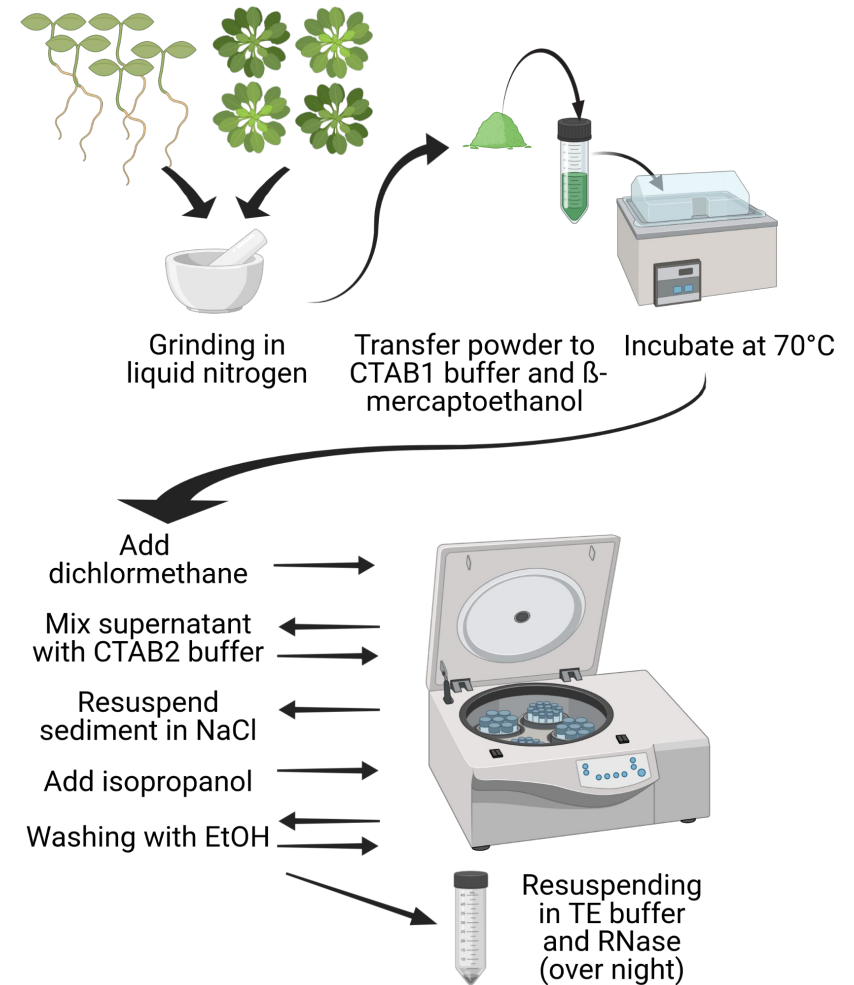 Grinding in
liquid nitrogen
Transfer powder to
CTAB1 buffer and ß-
mercaptoethanol
Incubate at 70°C
Add
dichlormethane
Mix supernatant
with CTAB2 buffer
Resuspend
sediment in NaCl
Add isopropanol
Washing with EtOH
Resuspending
in TE buffer
and RNase
(over night)